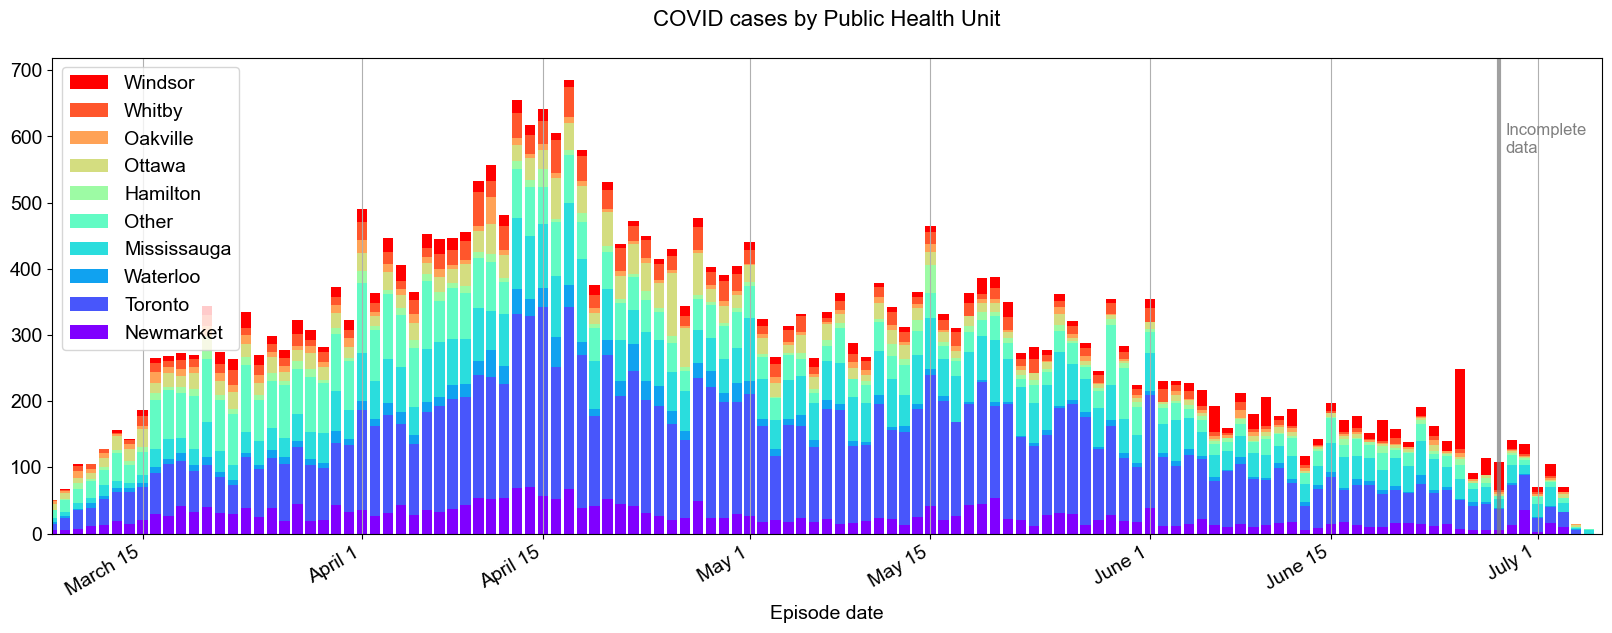 COVID cases by Public Health Unit
700
600
500
400
300
200
100
0
Windsor
Whitby
Oakville
Ottawa
Hamilton
Other
Mississauga
Waterloo
Toronto
Newmarket
Incomplete
data
March 15
April 1
April 15
May 1
May 15
June 1
June 15
July 1
Episode date